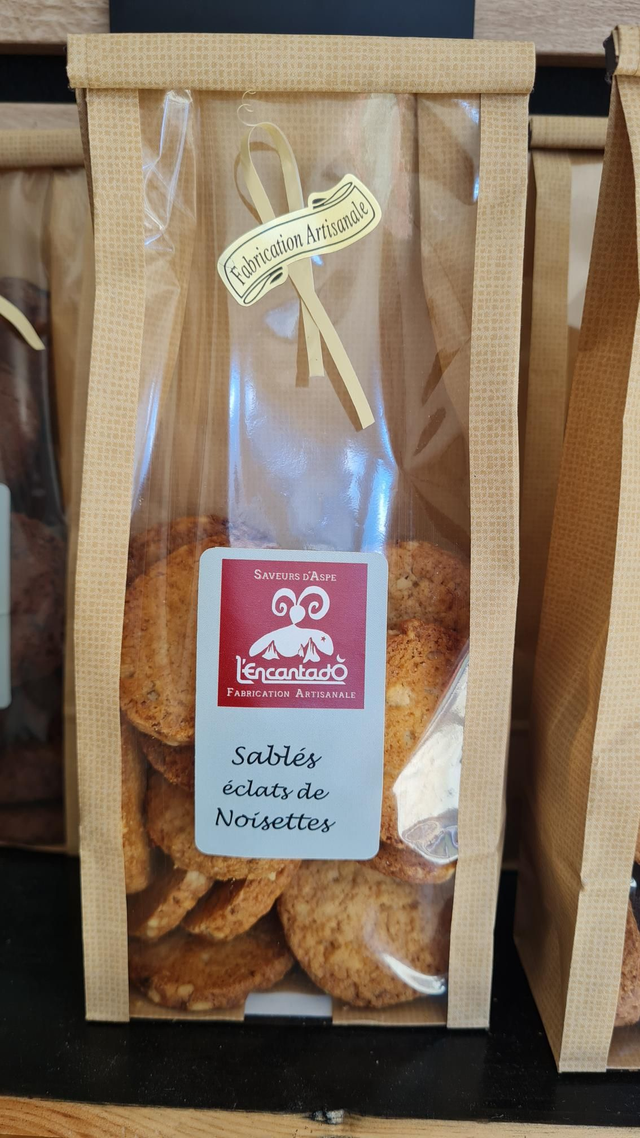 Fabrication Artisanale
Saveurs d'Aspe
l'EncantadÒ
Fabrication Artisanale
Sablés
éclats de
Noisettes